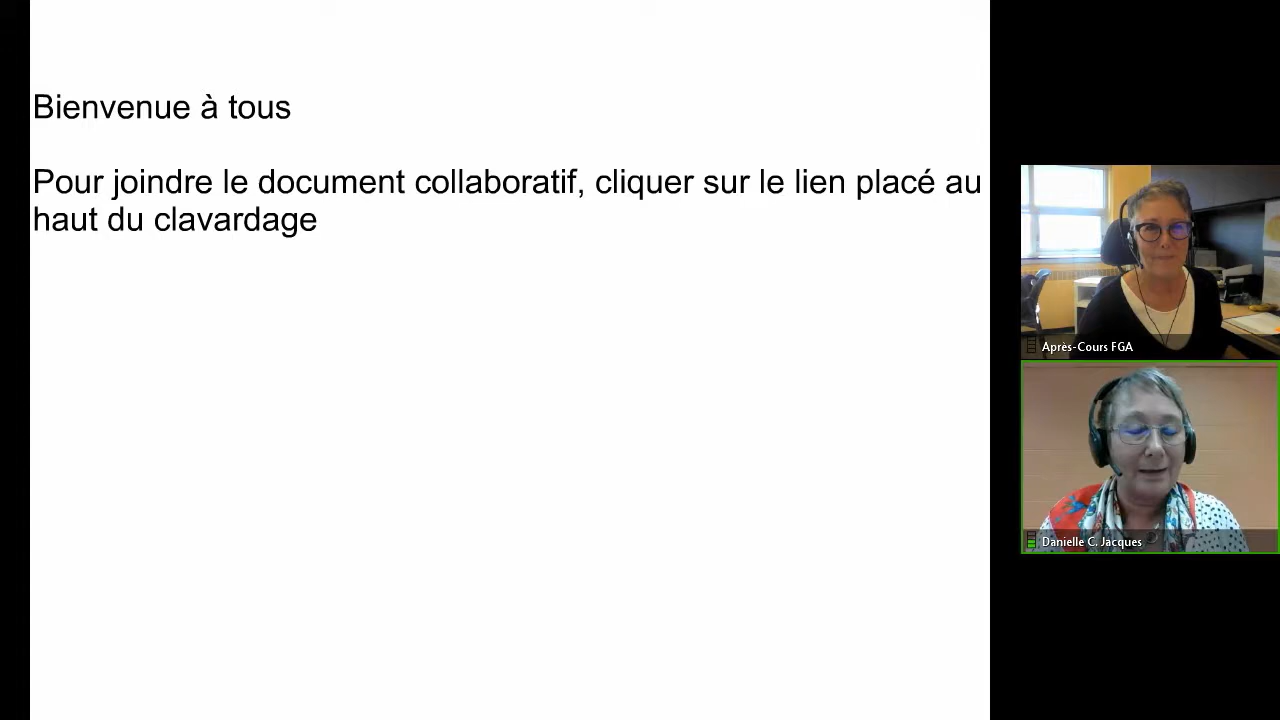 Bienvenue à tous
Pour joindre le document collaboratif, cliquer sur le lien placé au
haut du clavardage
Après-Cours FGA
Danielle C. Jacques